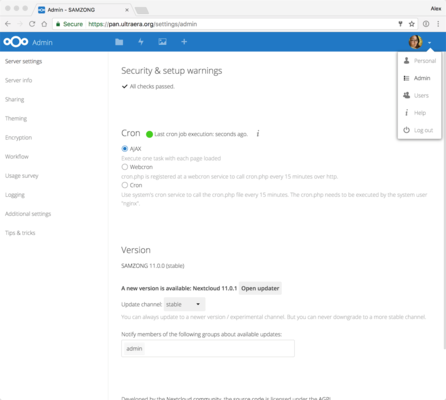 Admin - SAMZONG
Alex
Secure https://pan.ultraera.org/settings/admin
Admin
Personal
Admin
Users
Help
Log out
Server settings
Server info
Sharing
Theming
Encryption
Workflow
Usage survey
Logging
Additional settings
Tips & tricks
Security & setup warnings
All checks passed.
Cron Last cron job execution: seconds ago.
AJAX
Execute one task with each page loaded
Webcron
cron.php is registered at a webcron service to call cron.php every 15 minutes over http.
Cron
Use system's cron service to call the cron.php file every 15 minutes. The cron.php needs to be executed by the system user
"nginx"
Version
SAMZONG 11.0.0 (stable)
A new version is available: Nextcloud 11.0.1 Open updater
Update channel stable
You can always update to a newer version / experimental channel. But you can never downgrade to a more stable channel.
Notify members of the following groups about available updates:
admin
Developed by the Nextcloud community, the source code is licensed under the AGPL